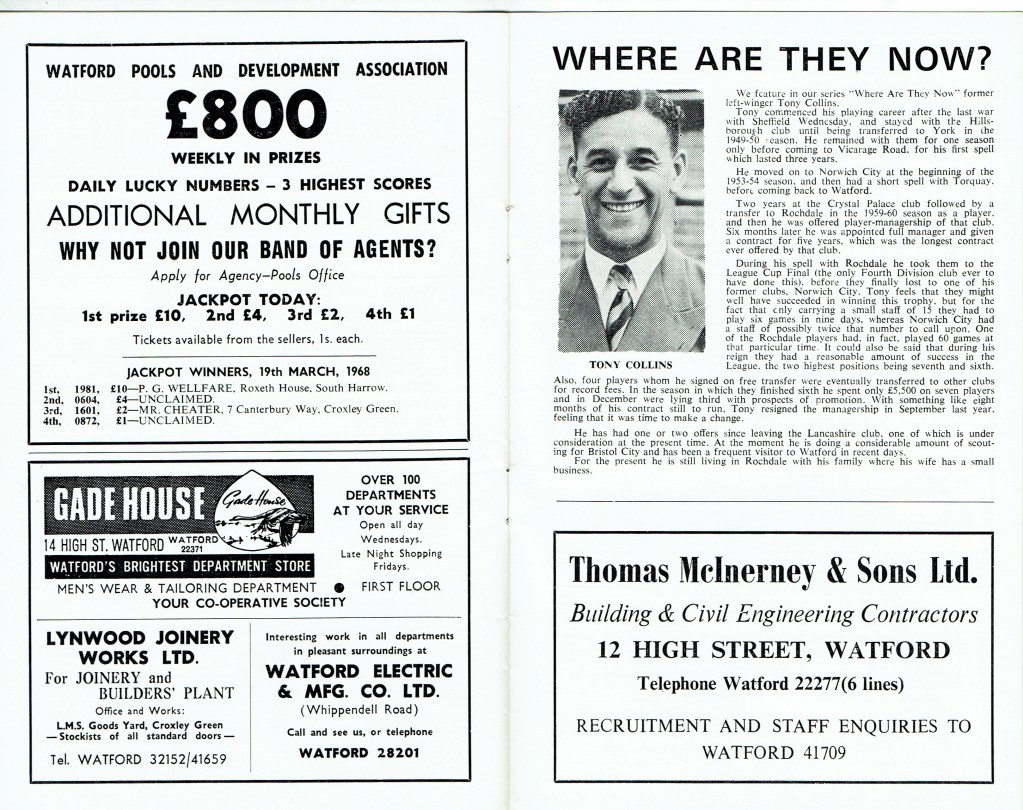 WATFORD POOLS AND DEVELOPMENT ASSOCIATION
£800
WEEKLY IN PRIZES
DAILY LUCKY NUMBERS – 3 HIGHEST SCORES
ADDITIONAL MONTHLY GIFTS
WHY NOT JOIN OUR BAND OF AGENTS?
Apply for Agency—Pools Office
JACKPOT TODAY:
1st prize £10, 2nd £4, 3rd £2, 4th £1
Tickets available from the sellers, 1s. each.
JACKPOT WINNERS, 19th MARCH, 1968
1st, 1981, £10—P. G. WELLFARE, Roxeth House, South Harrow.
2nd, 0604, £4—UNCLAIMED.
3rd, 1601, £2—MR. CHEATER, 7 Canterbury Way, Croxley Green.
4th, 0872, £1—UNCLAIMED.
GADE HOUSE
Gade House
14 HIGH ST. WATFORD WATFORD 22371
WATFORD'S BRIGHTEST DEPARTMENT STORE
OVER 100
DEPARTMENTS
AT YOUR SERVICE
Open all day
Wednesdays.
Late Night Shopping
Fridays.
MEN'S WEAR & TAILORING DEPARTMENT ● FIRST FLOOR
YOUR CO-OPERATIVE SOCIETY
LYNWOOD JOINERY
WORKS LTD.
For JOINERY and
BUILDERS' PLANT
Office and Works:
L.M.S. Goods Yard, Croxley Green
— Stockists of all standard doors —
Tel. WATFORD 32152/41659
Interesting work in all departments
in pleasant surroundings at
WATFORD ELECTRIC
& MFG. CO. LTD.
(Whippendell Road)
Call and see us, or telephone
WATFORD 28201
WHERE ARE THEY NOW?
We feature in our series "Where Are They Now" former
left-winger Tony Collins.
Tony commenced his playing career after the last war
with Sheffield Wednesday, and stayed with the Hills-
borough club until being transferred to York in the
1949-50 season. He remained with them for one season
only before coming to Vicarage Road, for his first spell
which lasted three years.
He moved on to Norwich City at the beginning of the
1953-54 season, and then had a short spell with Torquay,
before coming back to Watford.
Two years at the Crystal Palace club followed by a
transfer to Rochdale in the 1959-60 season as a player,
and then he was offered player-managership of that club.
Six months later he was appointed full manager and given
a contract for five years, which was the longest contract
ever offered by that club.
During his spell with Rochdale he took them to the
League Cup Final (the only Fourth Division club ever to
have done this), before they finally lost to one of his
former clubs, Norwich City. Tony feels that they might
well have succeeded in winning this trophy, but for the
fact that only carrying a small staff of 15 they had to
play six games in nine days, whereas Norwich City had
a staff of possibly twice that number to call upon. One
of the Rochdale players had, in fact, played 60 games at
that particular time. It could also be said that during his
reign they had a reasonable amount of success in the
League, the two highest positions being seventh and sixth.
TONY COLLINS
Also, four players whom he signed on free transfer were eventually transferred to other clubs
for record fees. In the season in which they finished sixth he spent only £5,500 on seven players
and in December were lying third with prospects of promotion. With something like eight
months of his contract still to run, Tony resigned the managership in September last year,
feeling that it was time to make a change.
He has had one or two offers since leaving the Lancashire club, one of which is under
consideration at the present time. At the moment he is doing a considerable amount of scout-
ing for Bristol City and has been a frequent visitor to Watford in recent days.
For the present he is still living in Rochdale with his family where his wife has a small
business.
Thomas McInerney & Sons Ltd.
Building & Civil Engineering Contractors
12 HIGH STREET, WATFORD
Telephone Watford 22277(6 lines)
RECRUITMENT AND STAFF ENQUIRIES TO
WATFORD 41709